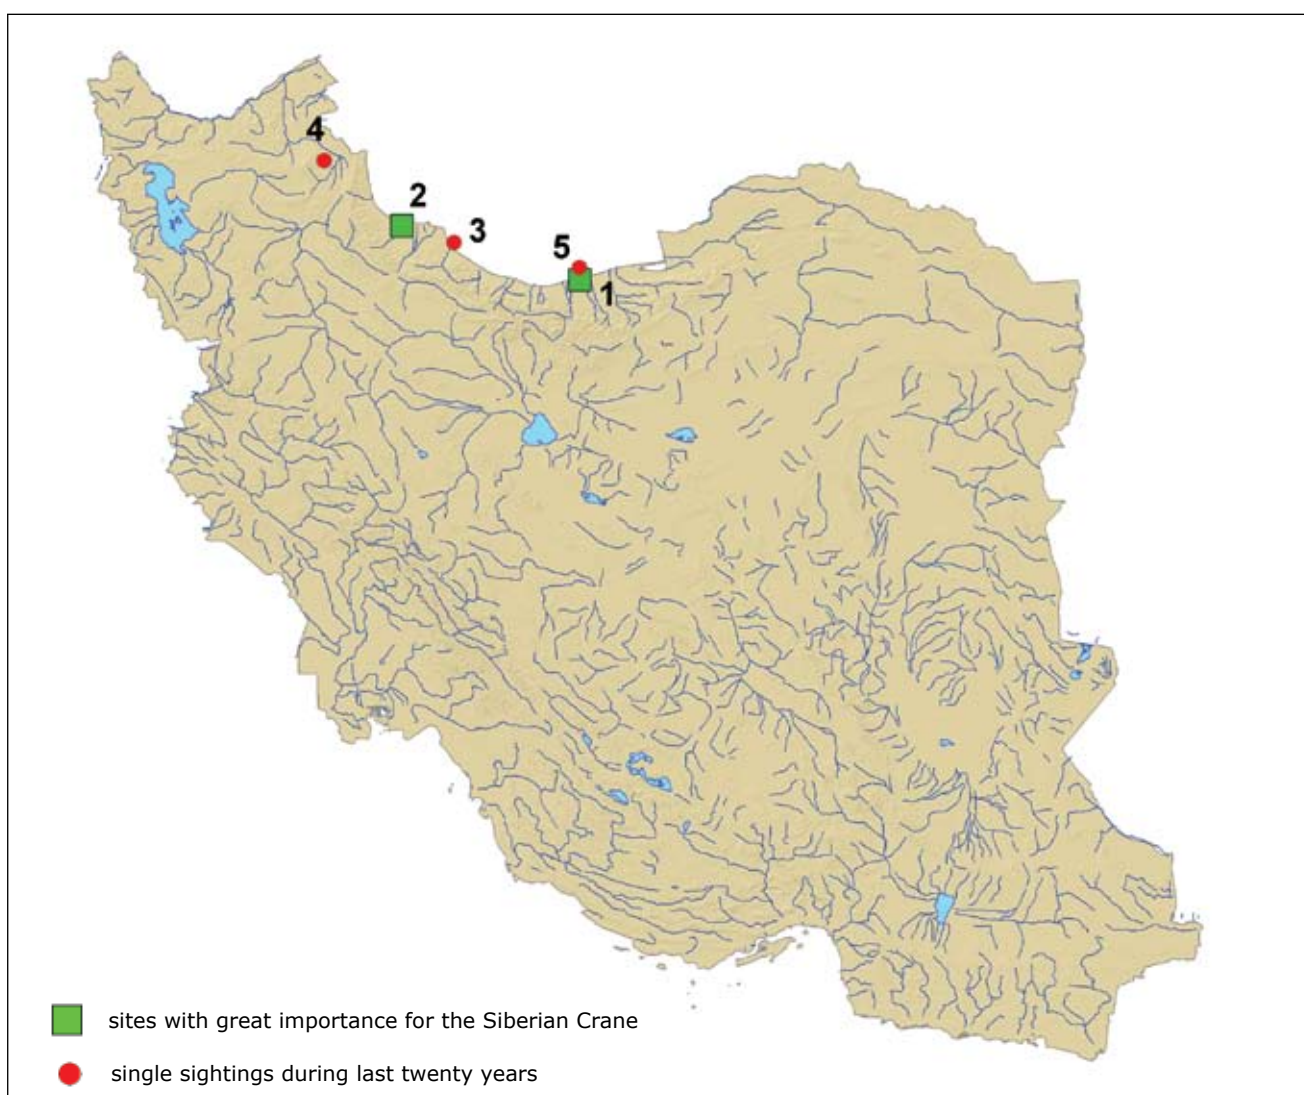 4
2
3
5
1
sites with great importance for the Siberian Crane
single sightings during last twenty years